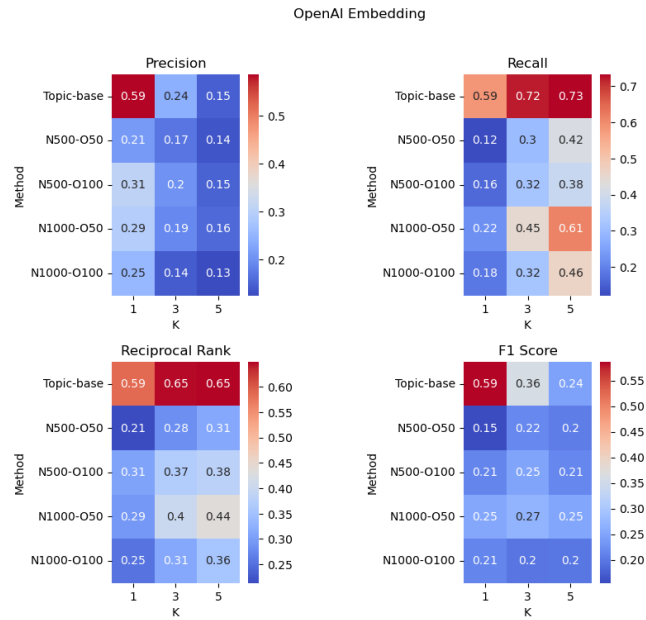 OpenAI Embedding
Precision
Method
Topic-base 0.59 0.24 0.15
N500-O50 0.21 0.17 0.14
N500-O100 0.31 0.2 0.15
N1000-O50 0.29 0.19 0.16
N1000-O100 0.25 0.14 0.13
1 3 5
K
0.5
0.4
0.3
0.2
Recall
Method
Topic-base 0.59 0.72 0.73
N500-O50 0.12 0.3 0.42
N500-O100 0.16 0.32 0.38
N1000-O50 0.22 0.45 0.61
N1000-O100 0.18 0.32 0.46
1 3 5
K
0.7
0.6
0.5
0.4
0.3
0.2
Reciprocal Rank
Method
Topic-base 0.59 0.65 0.65
N500-O50 0.21 0.28 0.31
N500-O100 0.31 0.37 0.38
N1000-O50 0.29 0.4 0.44
N1000-O100 0.25 0.31 0.36
1 3 5
K
0.60
0.55
0.50
0.45
0.40
0.35
0.30
0.25
F1 Score
Method
Topic-base 0.59 0.36 0.24
N500-O50 0.15 0.22 0.2
N500-O100 0.21 0.25 0.21
N1000-O50 0.25 0.27 0.25
N1000-O100 0.21 0.2 0.2
1 3 5
K
0.55
0.50
0.45
0.40
0.35
0.30
0.25
0.20